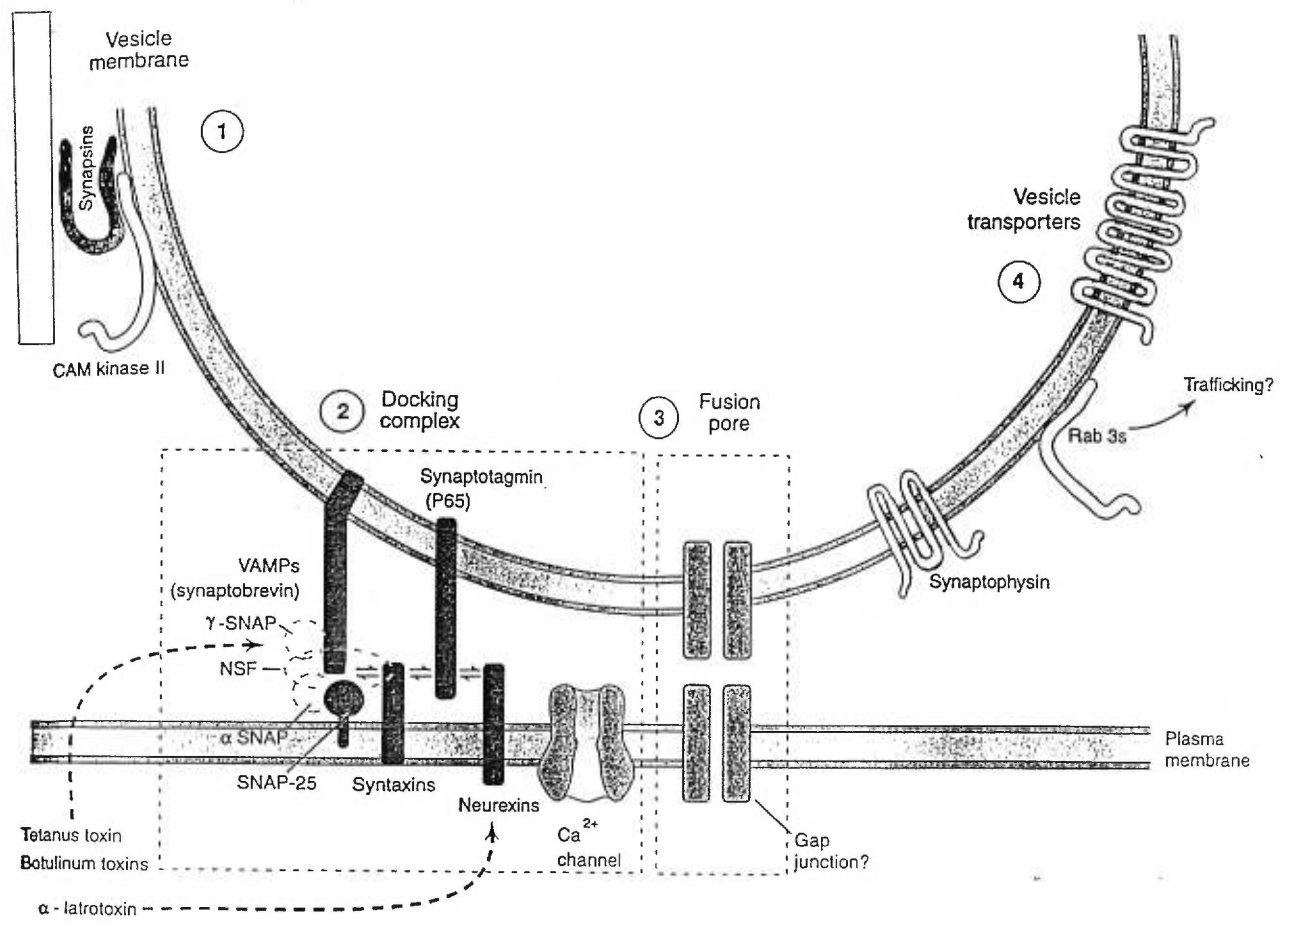 Vesicle
membrane
1
Synapsins
CAM kinase II
Vesicle
transporters
4
Trafficking?
Rab 3s
2
Docking
complex
3
Fusion
pore
Synaptotagmin
(P65)
VAMPs
(synaptobrevin)
γ-SNAP
NSF
α SNAP
SNAP-25
Syntaxins
Neurexins
Ca2+
channel
Synaptophysin
Plasma
membrane
Gap
junction?
Tetanus toxin
Botulinum toxins
α - latrotoxin